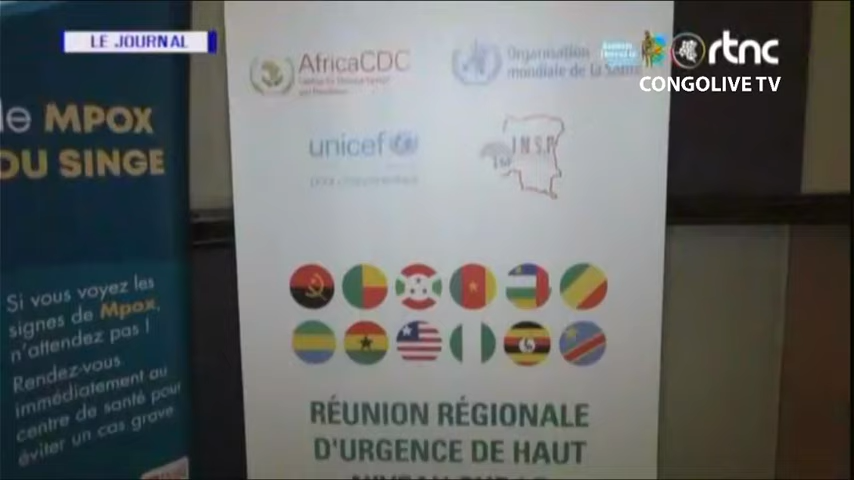 LE JOURNAL
rtnc
CONGOLIVE TV
AfricaCDC
Organisation
mondiale de la Santé
unicef
I.N.S.P
le MPOX
DU SINGE
Si vous voyez les
signes de Mpox,
n'attendez pas !
Rendez-vous
immédiatement au
centre de santé pour
éviter un cas grave
RÉUNION RÉGIONALE
D'URGENCE DE HAUT